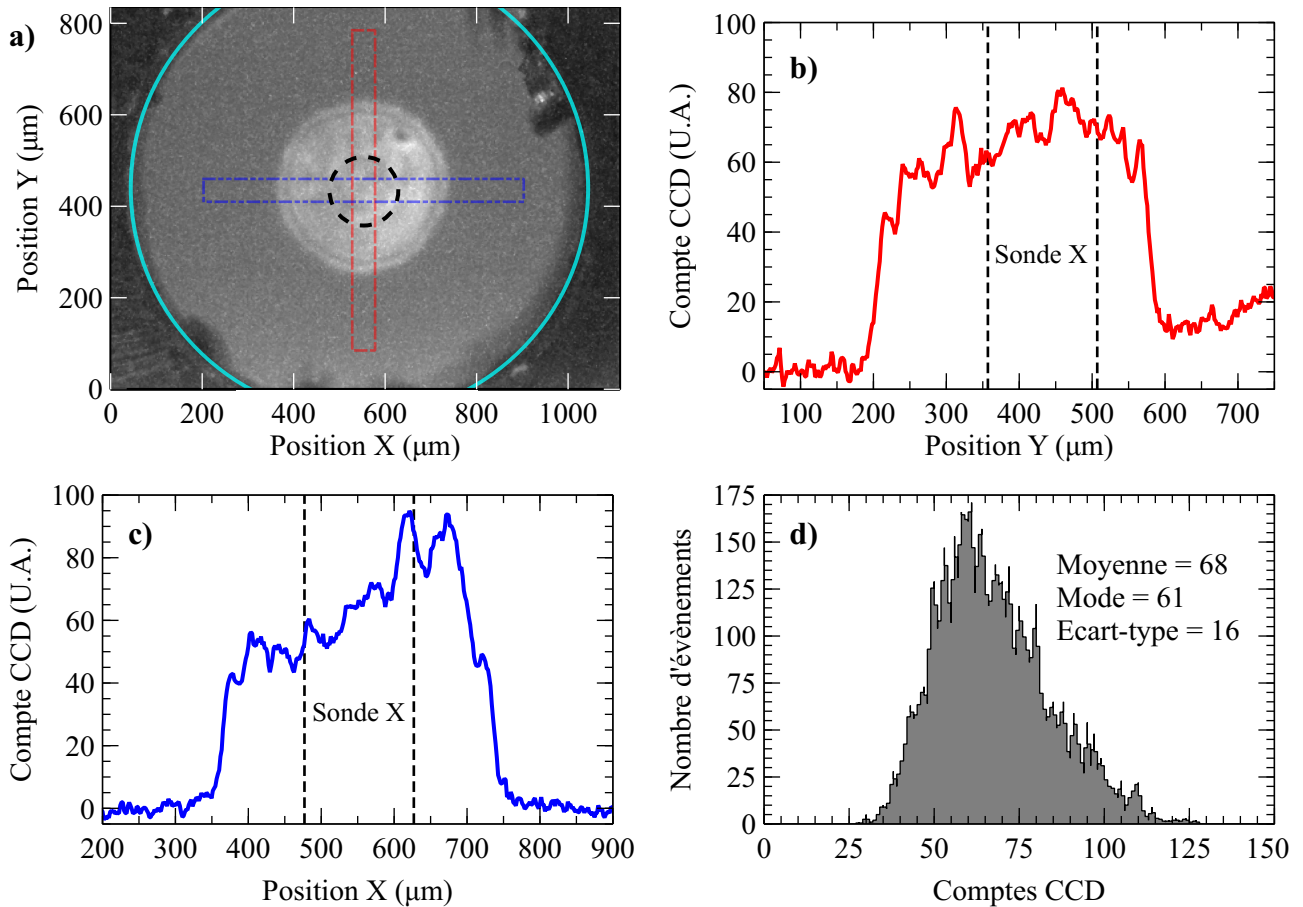 a)
800
600
400
200
0
Position Y (μm)
0 200 400 600 800 1000
Position X (μm)
b)
100
80
60
40
20
0
Compte CCD (U.A.)
Sonde X
100 200 300 400 500 600 700
Position Y (μm)
c)
100
80
60
40
20
0
Compte CCD (U.A.)
Sonde X
200 300 400 500 600 700 800 900
Position X (μm)
d)
175
150
125
100
75
50
25
0
Nombre d'évènements
Moyenne = 68
Mode = 61
Ecart-type = 16
0 25 50 75 100 125 150
Comptes CCD